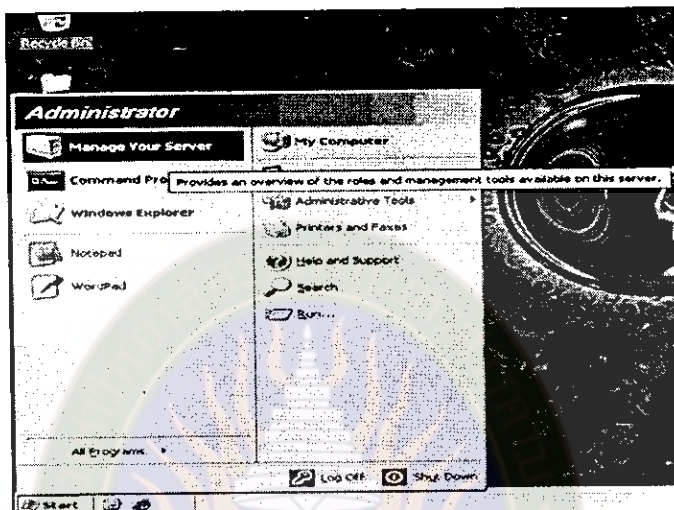 Recycle Bin
Administrator
Manage Your Server
Command Pro
Windows Explorer
Notepad
WordPad
All Programs
My Computer
Provides an overview of the roles and management tools available on this server.
Administrative Tools
Printers and Faxes
Help and Support
Search
Run...
Log Off
Shut Down
Start